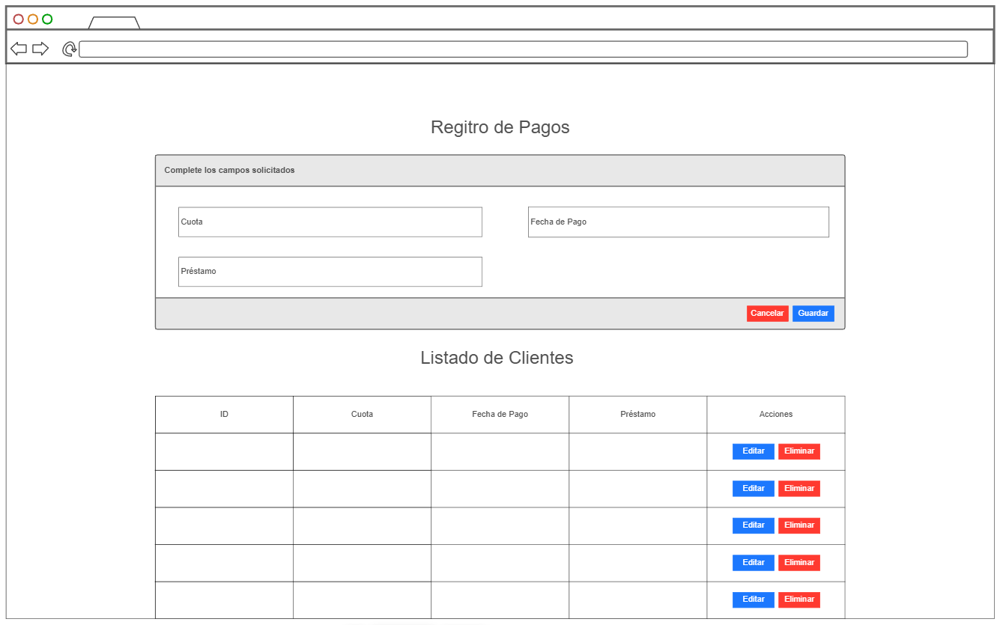 Regitro de Pagos
Complete los campos solicitados
Cuota
Fecha de Pago
Préstamo
Cancelar Guardar
Listado de Clientes
ID Cuota Fecha de Pago Préstamo Acciones
Editar Eliminar
Editar Eliminar
Editar Eliminar
Editar Eliminar
Editar Eliminar